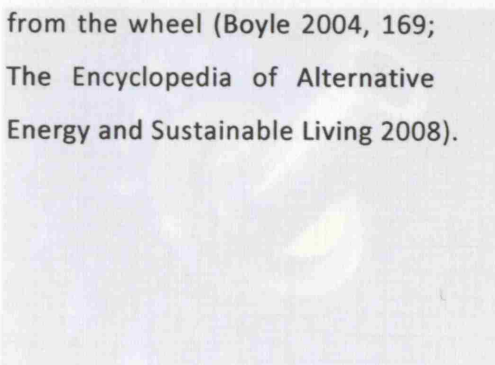 from the wheel (Boyle 2004, 169;
The Encyclopedia of Alternative
Energy and Sustainable Living 2008).